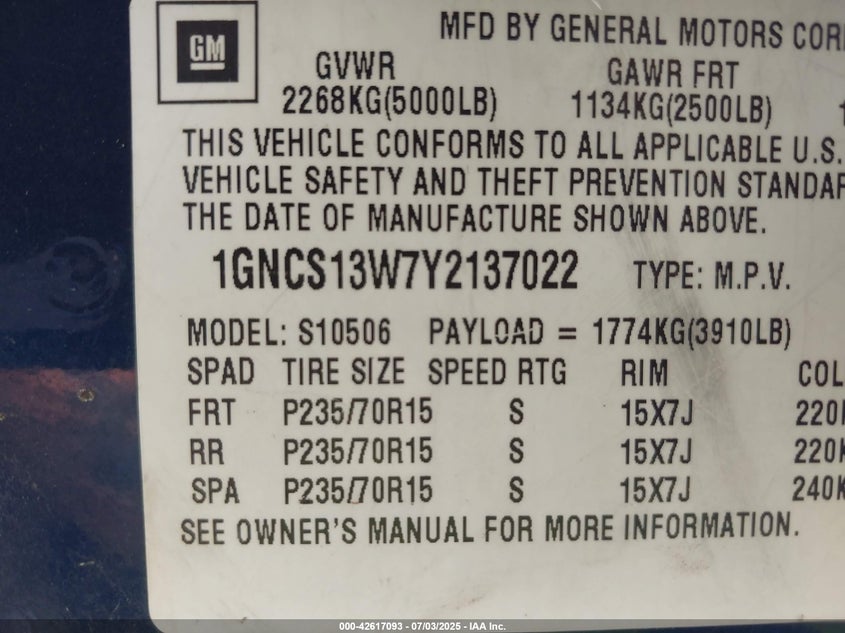 GM
MFD BY GENERAL MOTORS
GVWR GAWR FRT
2268KG(5000LB) 1134KG(2500LB)
THIS VEHICLE CONFORMS TO ALL APPLICABLE U.S.
VEHICLE SAFETY AND THEFT PREVENTION
THE DATE OF MANUFACTURE SHOWN ABOVE.
1GNCS13W7Y2137022 TYPE: M.P.V.
MODEL: S10506 PAYLOAD = 1774KG(3910LB)
SPAD TIRE SIZE SPEED RTG RIM COL
FRT P235/70R15 S 15X7J 220
RR P235/70R15 S 15X7J 220K
SPA P235/70R15 S 15X7J 240K
SEE OWNER'S MANUAL FOR MORE INFORMATION.
000-42617093 - 07/03/2025 - IAA Inc.